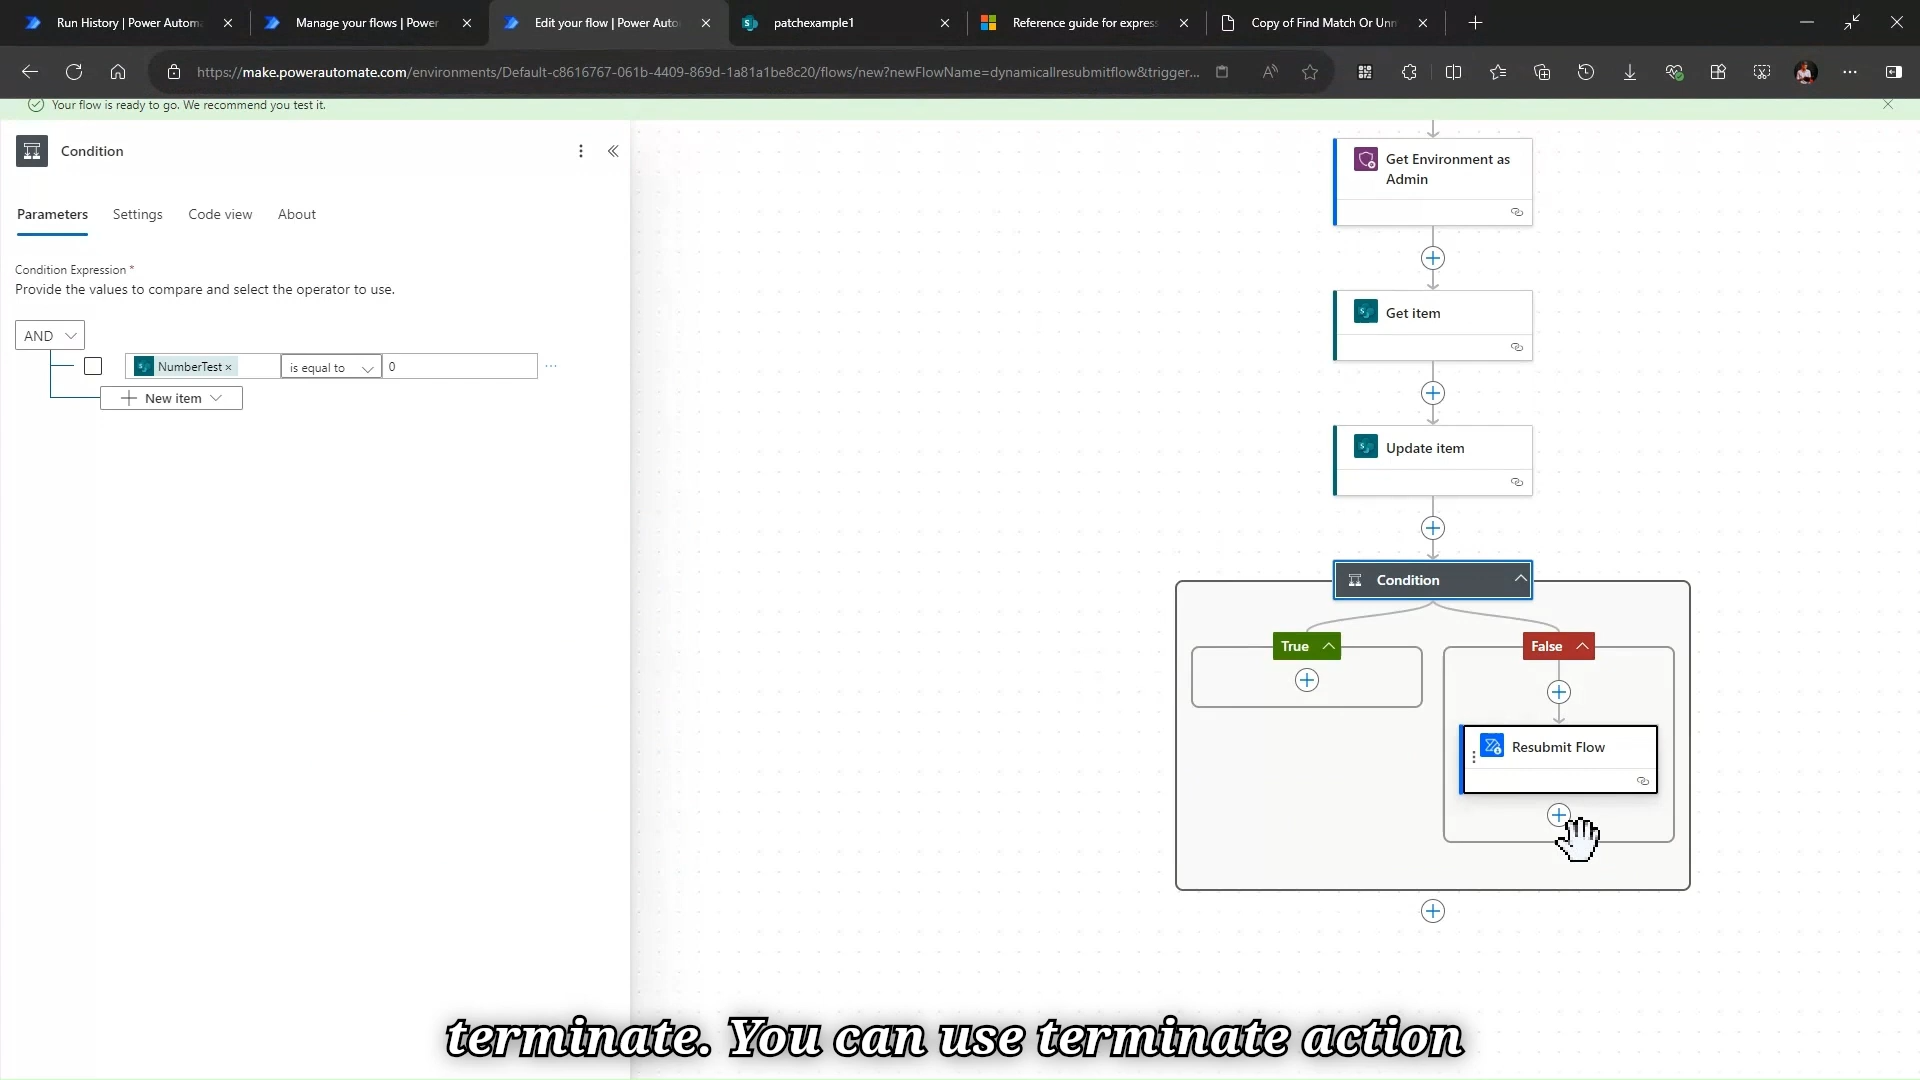 Run History | Power Autom
Manage your flows | Power
Edit your flow | Power Auto
patchexample1
Reference guide for express
Copy of Find Match Or Unm
https://make.powerautomate.com/environments/Default-c8616767-061b-4409-869d-1a81a1be8c20/flows/new?newFlowName=dynamicallresubmitflow&trigger...
Your flow is ready to go. We recommend you test it.
Condition
Parameters
Settings
Code view
About
Condition Expression *
Provide the values to compare and select the operator to use.
AND
NumberTest ×
is equal to
0
New item
Get Environment as
Admin
Get item
Update item
Condition
True
False
Resubmit Flow
terminate. You can use terminate action